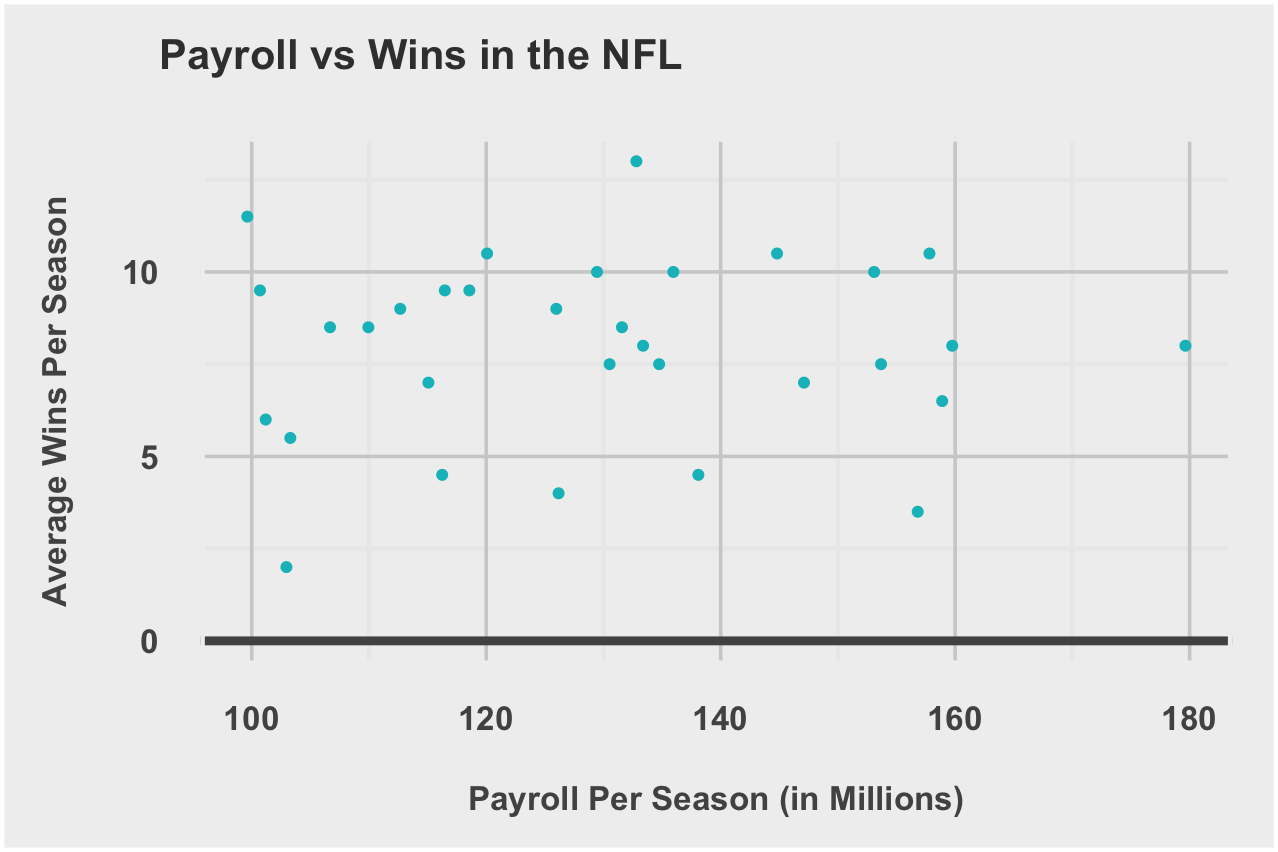 Payroll vs Wins in the NFL
Average Wins Per Season
10
5
0
100 120 140 160 180
Payroll Per Season (in Millions)